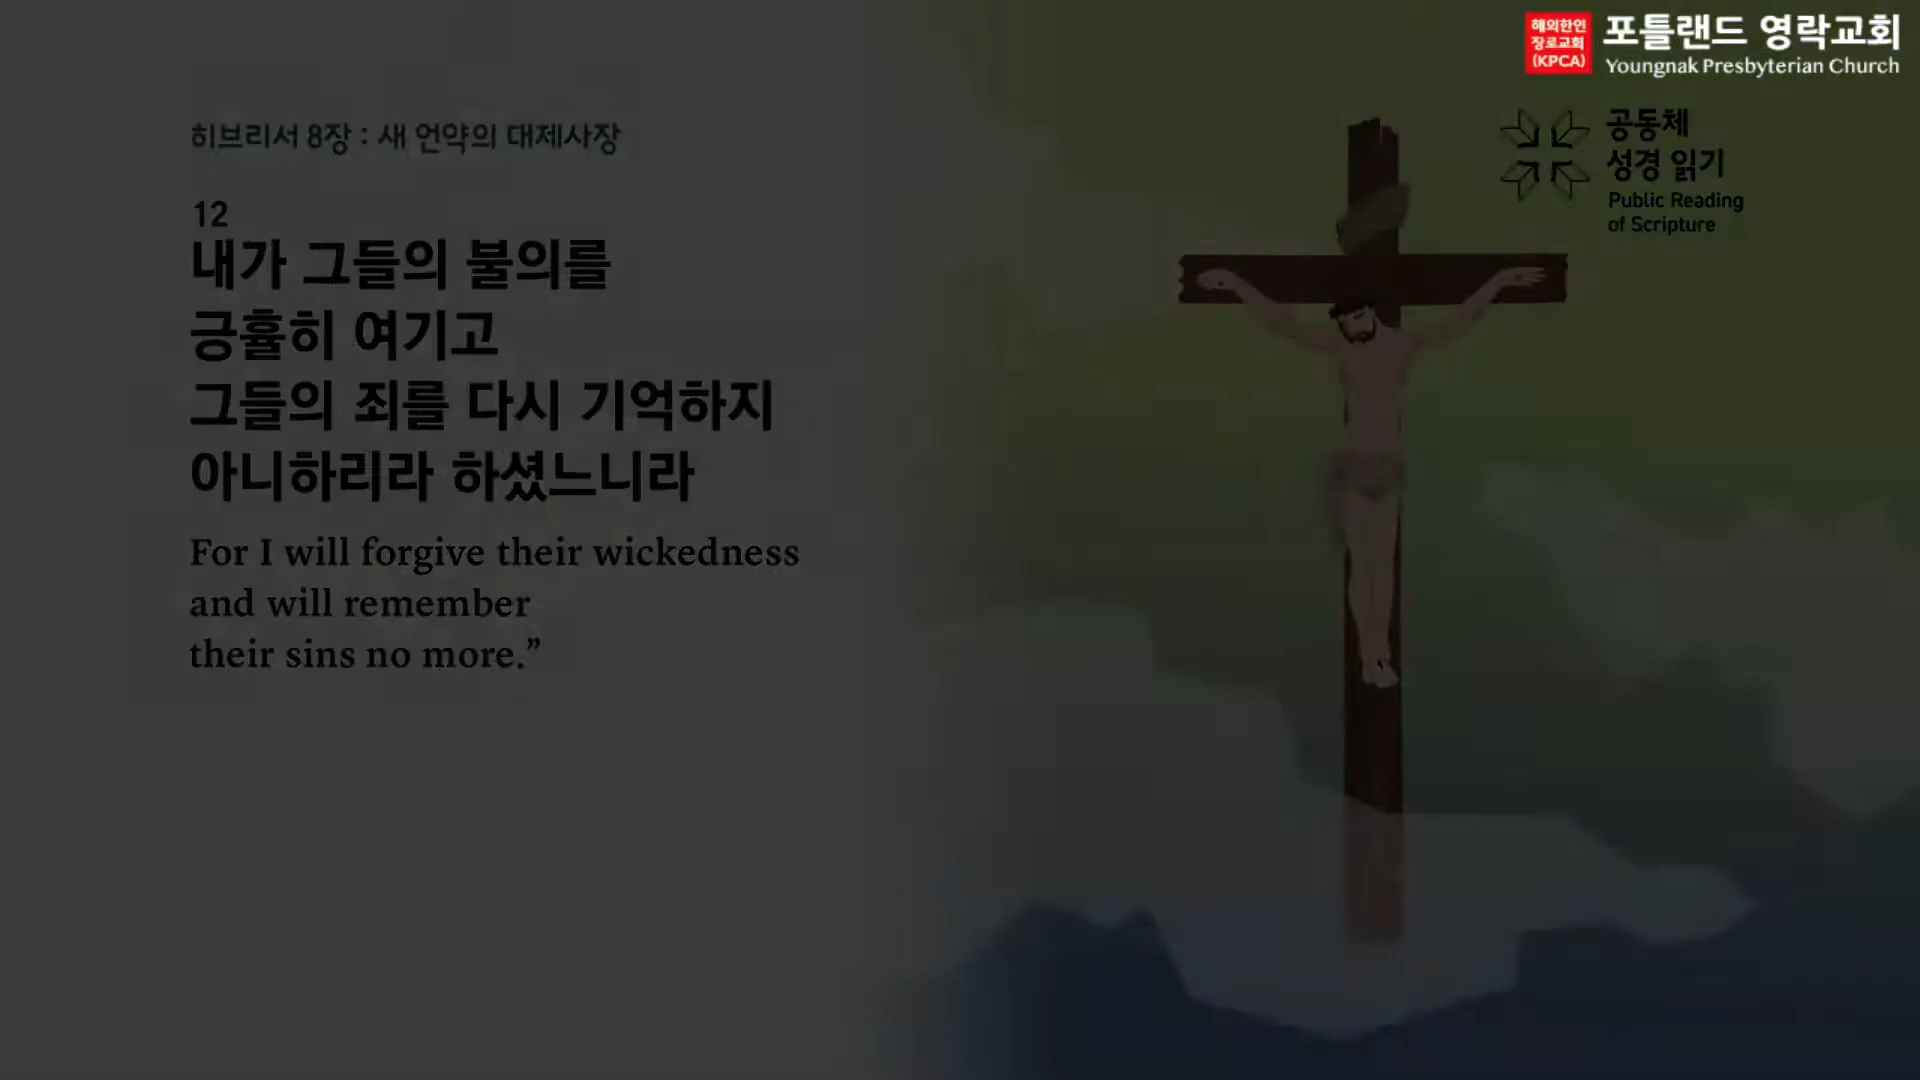 해외한인
장로교회
(KPCA)
포틀랜드 영락교회
Youngnak Presbyterian Church
공동체
성경 읽기
Public Reading
of Scripture
히브리서 8장 : 새 언약의 대제사장
12
내가 그들의 불의를
긍휼히 여기고
그들의 죄를 다시 기억하지
아니하리라 하셨느니라
For I will forgive their wickedness
and will remember
their sins no more.”